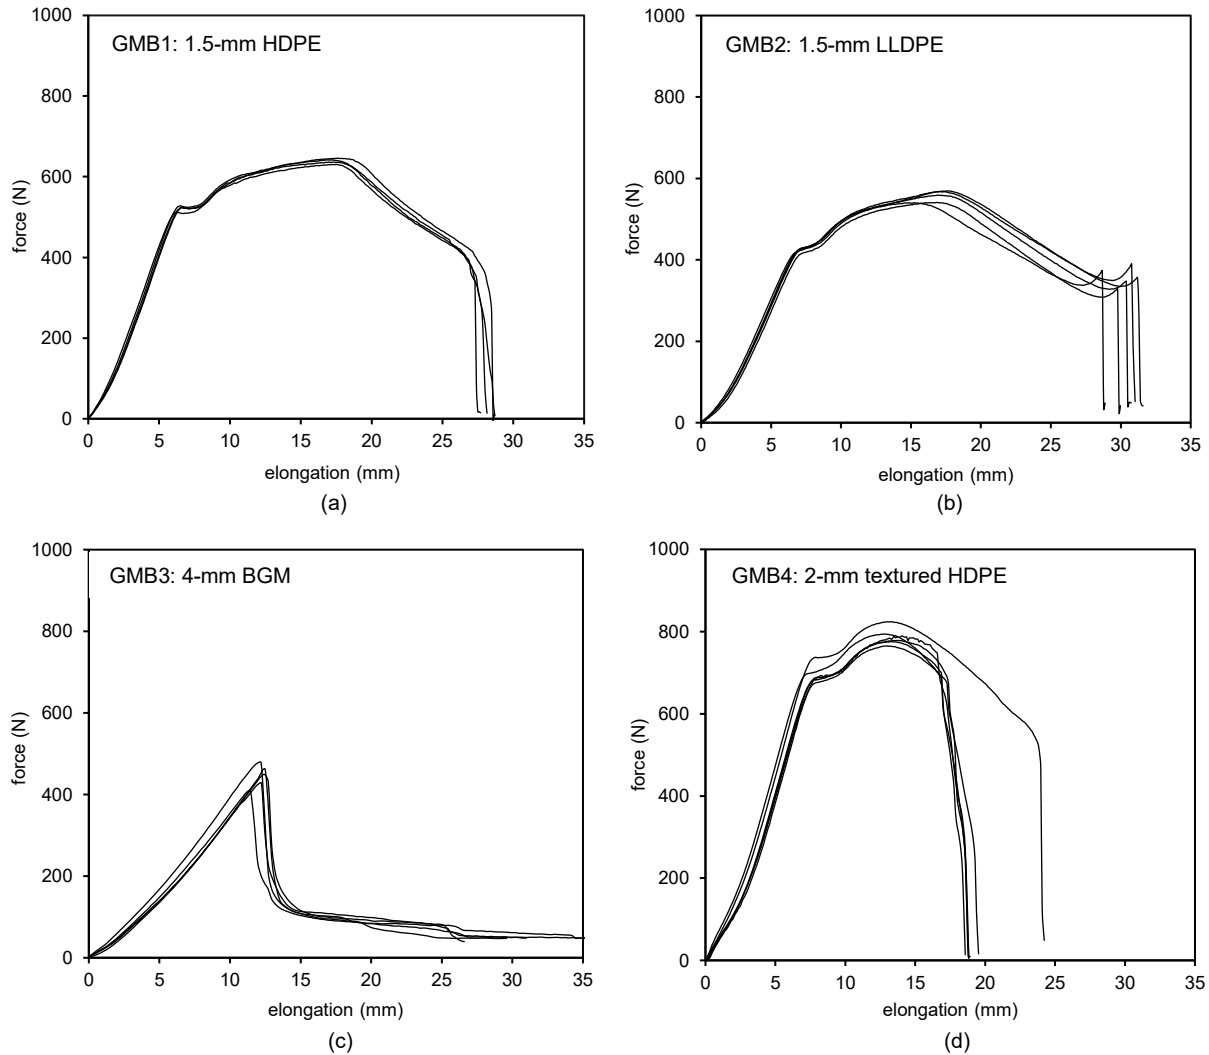 GMB1: 1.5-mm HDPE
force (N)
1000
800
600
400
200
0
0 5 10 15 20 25 30 35
elongation (mm)
(a)
GMB2: 1.5-mm LLDPE
force (N)
1000
800
600
400
200
0
0 5 10 15 20 25 30 35
elongation (mm)
(b)
GMB3: 4-mm BGM
force (N)
1000
800
600
400
200
0
0 5 10 15 20 25 30 35
elongation (mm)
(c)
GMB4: 2-mm textured HDPE
force (N)
1000
800
600
400
200
0
0 5 10 15 20 25 30 35
elongation (mm)
(d)